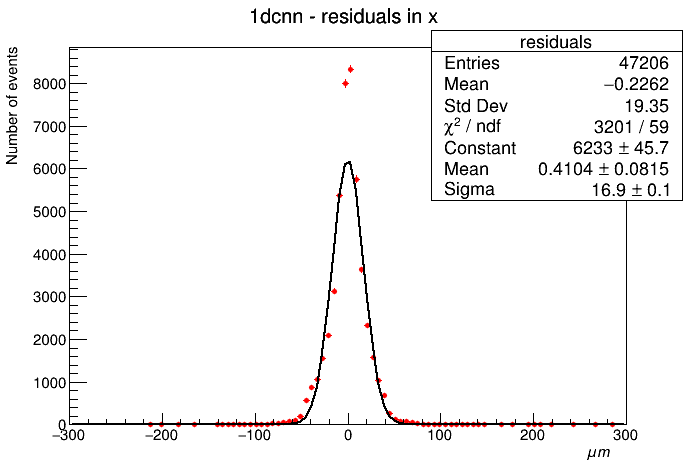 1dcnn - residuals in x
residuals
Entries 47206
Mean −0.2262
Std Dev 19.35
χ² / ndf 3201 / 59
Constant 6233 ± 45.7
Mean 0.4104 ± 0.0815
Sigma 16.9 ± 0.1
Number of events
8000
7000
6000
5000
4000
3000
2000
1000
0
−300 −200 −100 0 100 200 300
μm